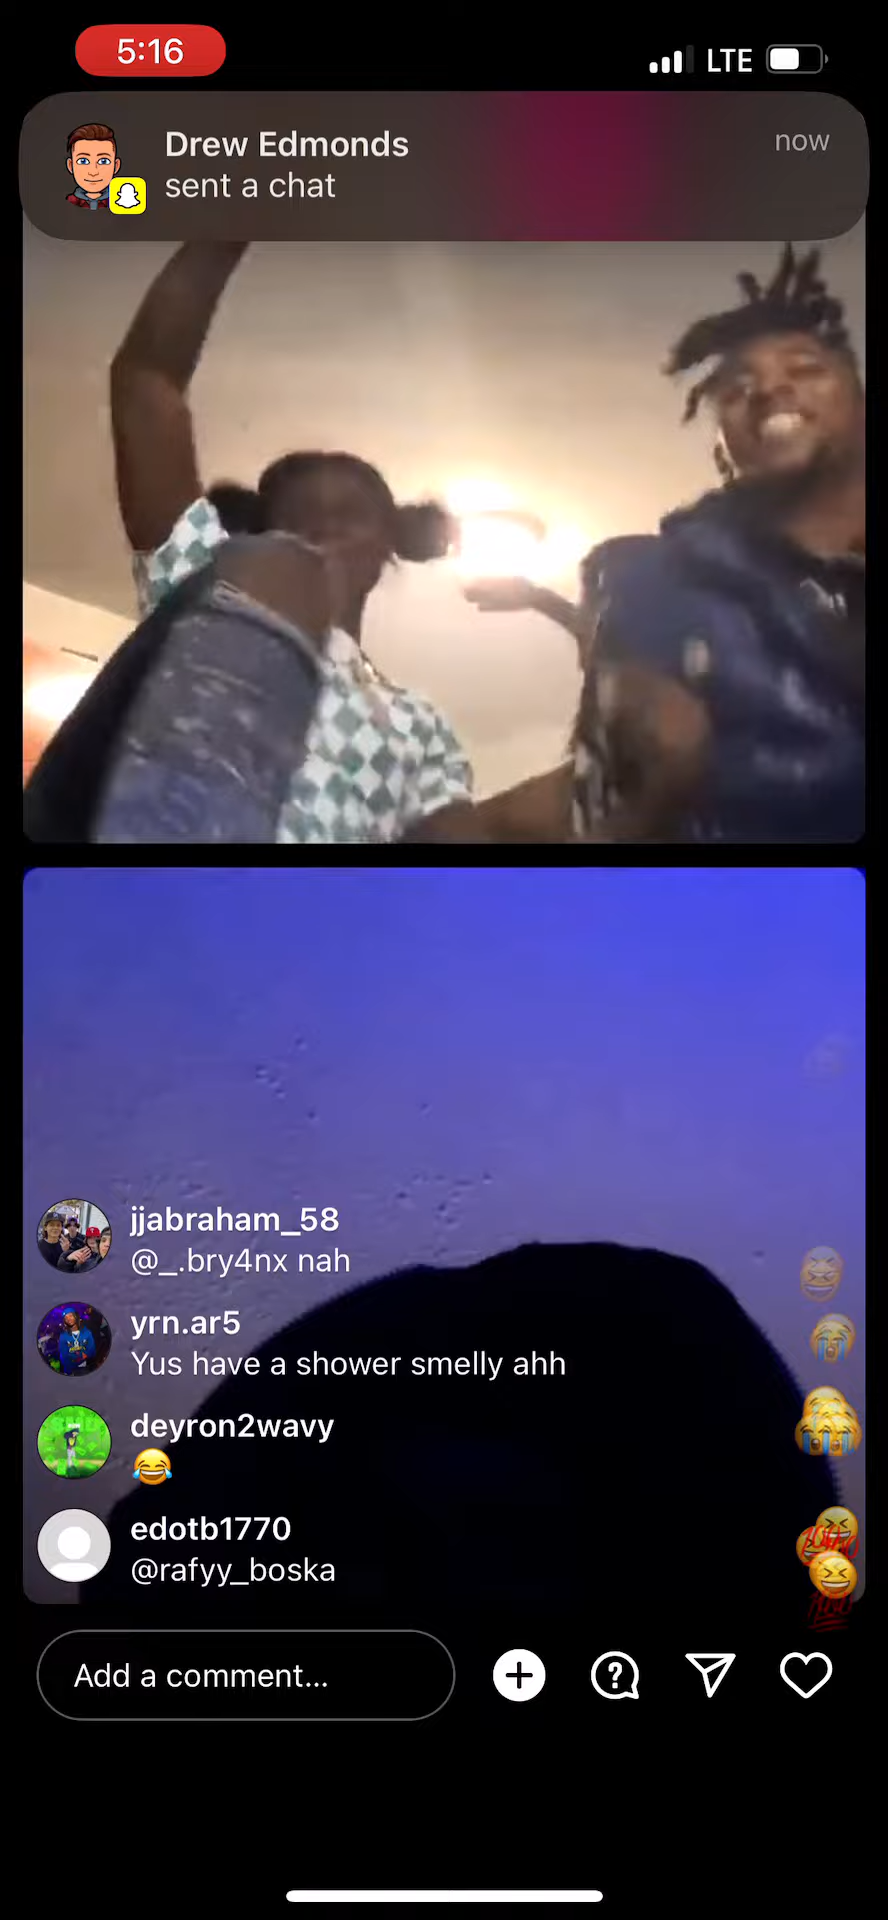 5:16
LTE
Drew Edmonds
now
sent a chat
jjabraham_58
@_.bry4nx nah
yrn.ar5
Yus have a shower smelly ahh
deyron2wavy
😂
edotb1770
@rafyy_boska
Add a comment...